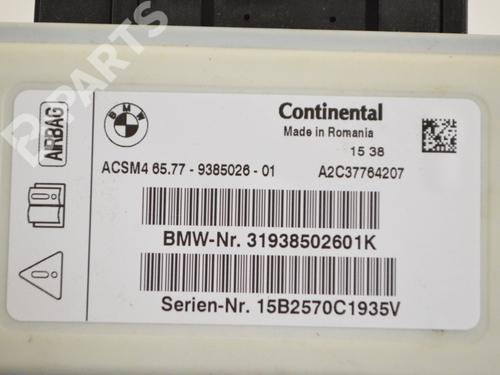 B-PARTS
BMW
AIRBAG
Continental
Made in Romania
15 38
ACSM4 65.77 - 9385026 - 01 A2C37764207
BMW-Nr. 31938502601K
Serien-Nr. 15B2570C1935V